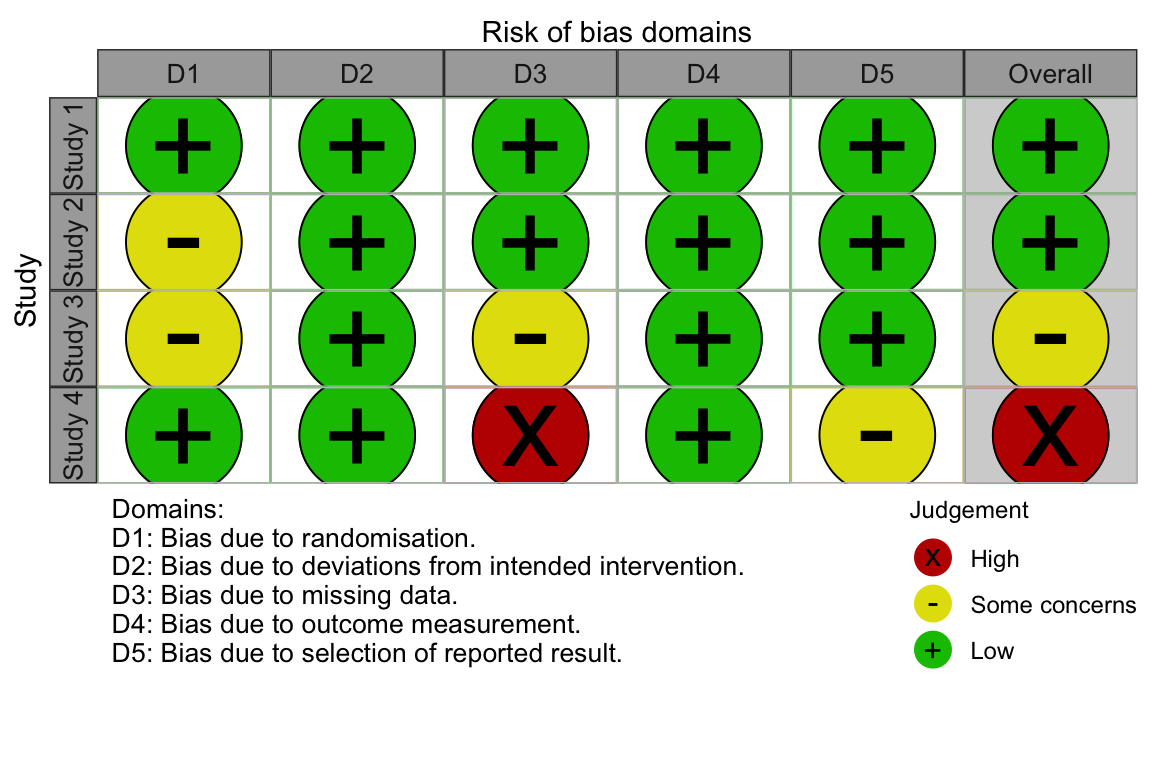 Risk of bias domains
D1 D2 D3 D4 D5 Overall
Study
Study 1 + + + + + +
Study 2 - + + + + +
Study 3 - + - + + -
Study 4 + + X + - X
Domains:
D1: Bias due to randomisation.
D2: Bias due to deviations from intended intervention.
D3: Bias due to missing data.
D4: Bias due to outcome measurement.
D5: Bias due to selection of reported result.
Judgement
X High
- Some concerns
+ Low